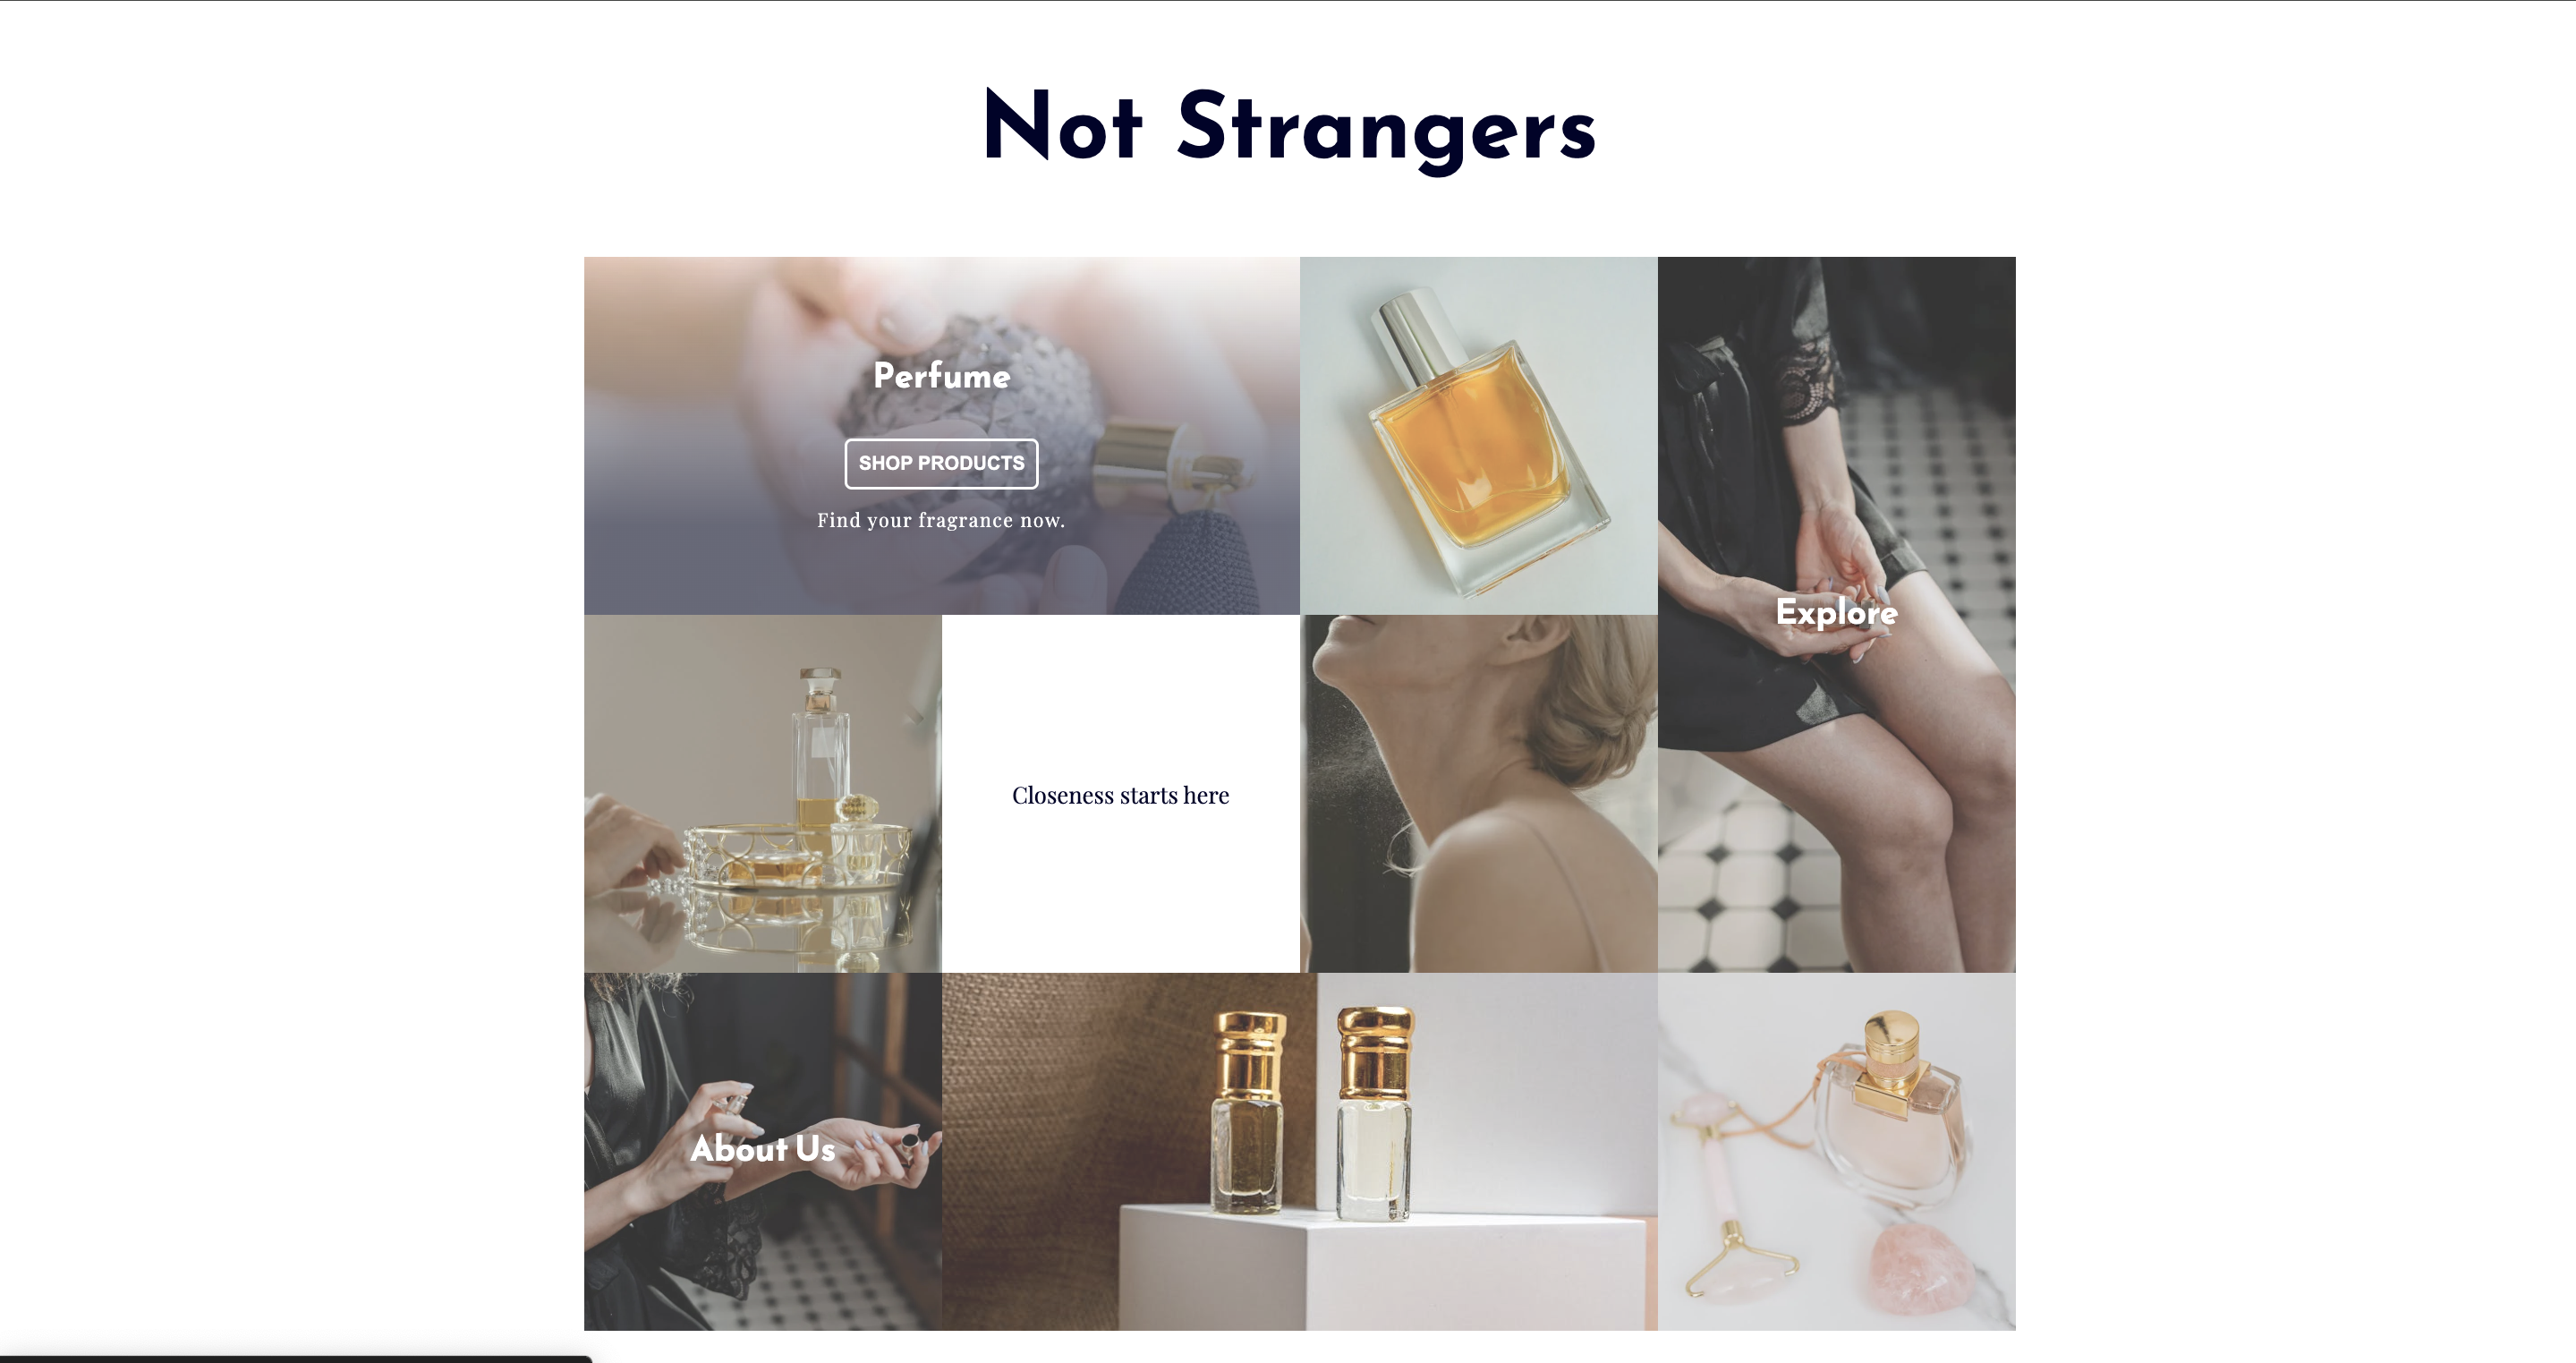 Not Strangers
Perfume
SHOP PRODUCTS
Find your fragrance now.
Explore
Closeness starts here
About Us